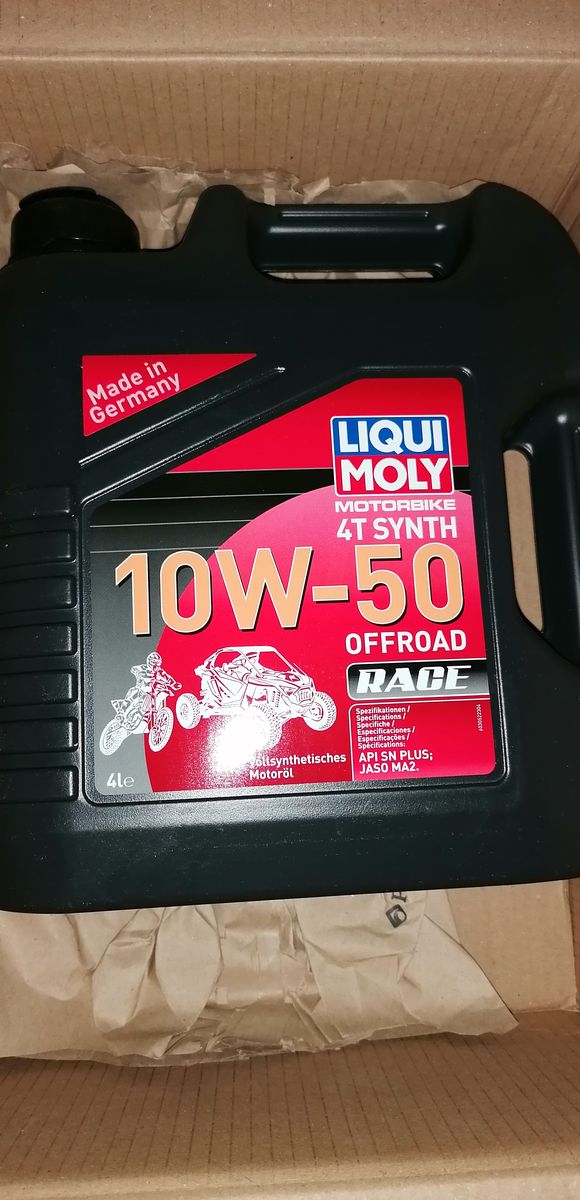 Made in
Germany
LIQUI
MOLY
MOTORBIKE
4T SYNTH
10W-50
OFFROAD
RACE
Spezifikationen /
Specifications /
Specifiche /
Especificaciones /
Especificações /
Spécifications:
API SN PLUS;
JASO MA2.
Vollsynthetisches
Motoröl
4l℮